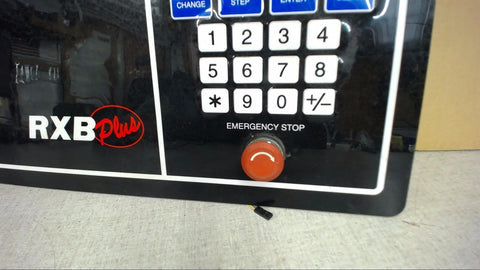 CHANGE STEP ENTER
1 2 3 4
5 6 7 8
* 9 0 +/-
EMERGENCY STOP
RXB Plus